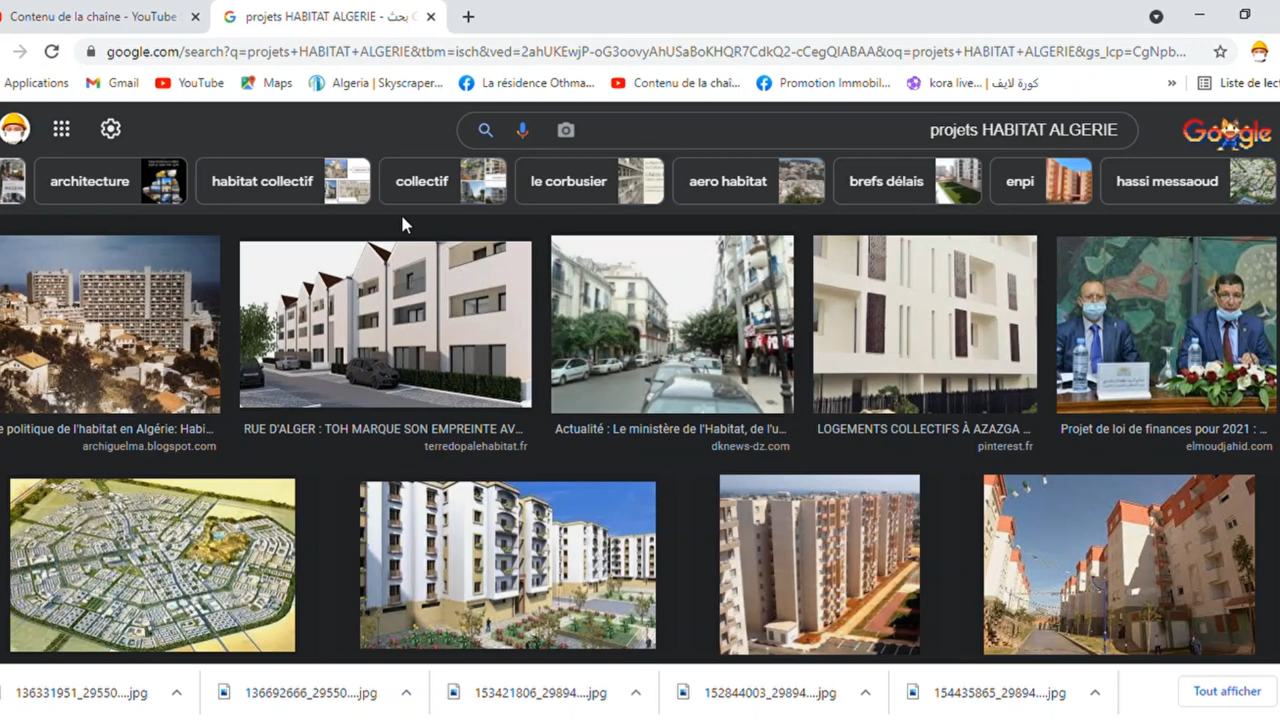 Contenu de la chaîne - YouTube
projets HABITAT ALGERIE - بحث
google.com/search?q=projets+HABITAT+ALGERIE&tbm=isch&ved=2ahUKEwjP-oG3oovyAhUSaBoKHQR7CdkQ2-cCegQIABAA&oq=projets+HABITAT+ALGERIE&gs_lcp=CgNpb...
Applications
Gmail
YouTube
Maps
Algeria | Skyscraper...
La résidence Othma...
Contenu de la chaî...
Promotion Immobil...
kora live... | كورة لايف
»
Liste de lect
projets HABITAT ALGERIE
Google
architecture
habitat collectif
collectif
le corbusier
aero habitat
brefs délais
enpi
hassi messaoud
e politique de l'habitat en Algérie: Habi...
archiguelma.blogspot.com
RUE D'ALGER : TOH MARQUE SON EMPREINTE AV...
terredopalehabitat.fr
Actualité : Le ministère de l'Habitat, de l'u...
dknews-dz.com
LOGEMENTS COLLECTIFS À AZAZGA ...
pinterest.fr
Projet de loi de finances pour 2021 : ...
elmoudjahid.com
136331951_29550....jpg
136692666_29550....jpg
153421806_29894....jpg
152844003_29894....jpg
154435865_29894....jpg
Tout afficher